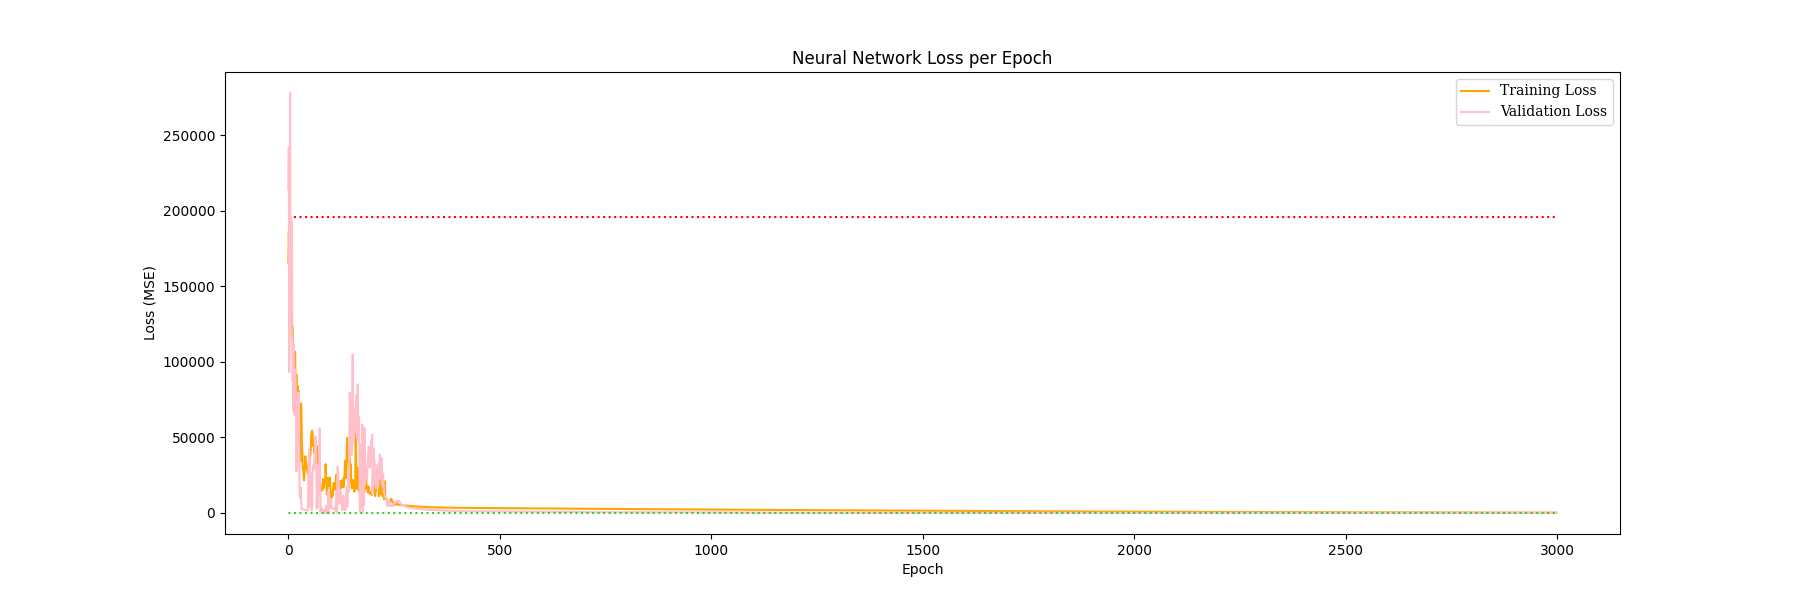 Neural Network Loss per Epoch
Training Loss
Validation Loss
Loss (MSE)
250000
200000
150000
100000
50000
0
0 500 1000 1500 2000 2500 3000
Epoch